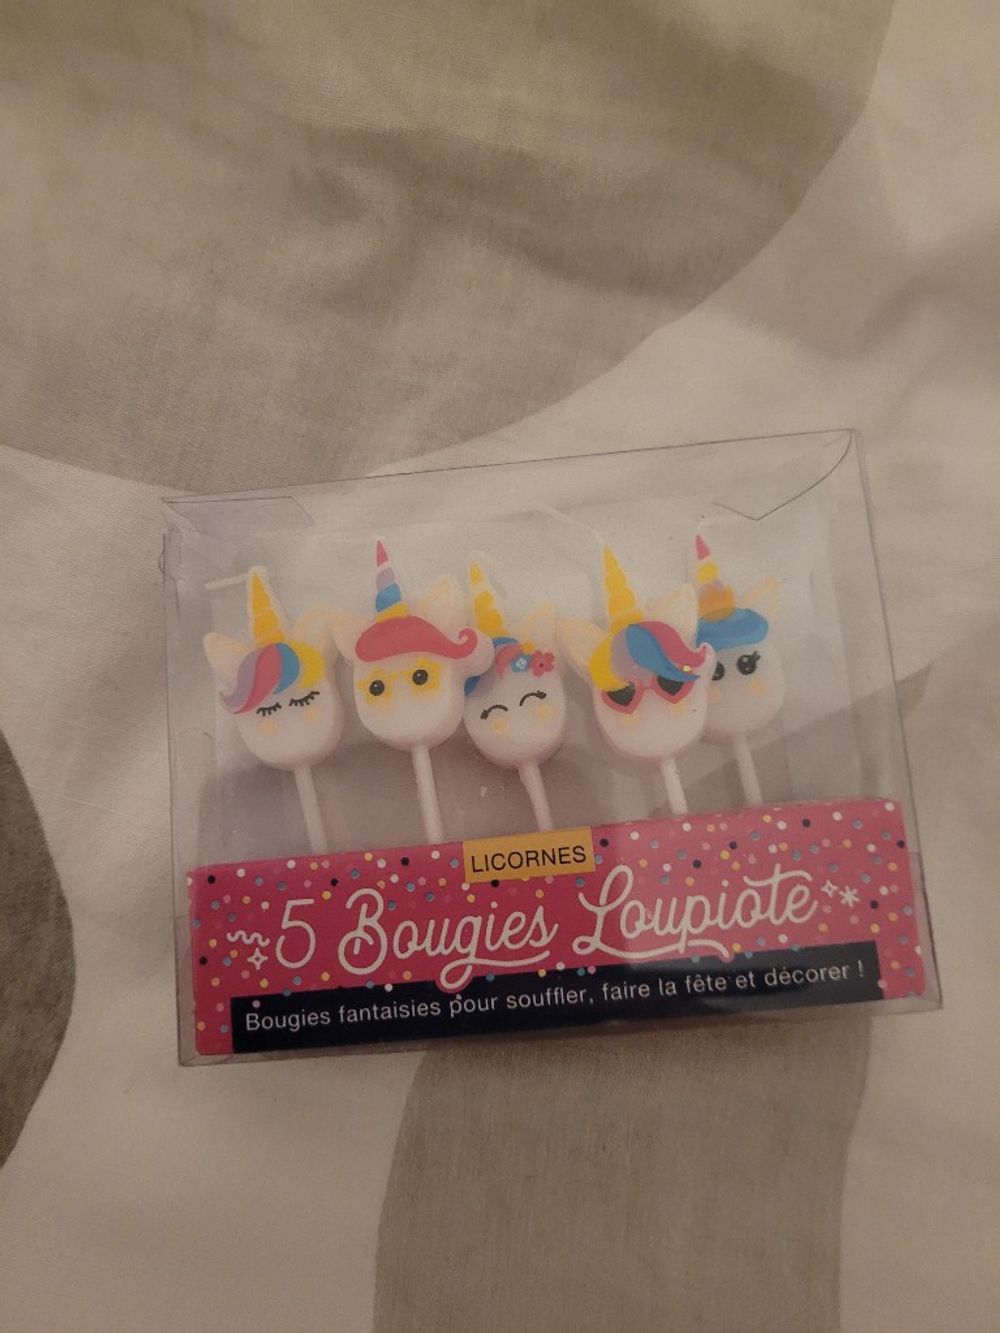 LICORNES
5 Bougies Loupiote
Bougies fantaisies pour souffler, faire la fête et décorer !